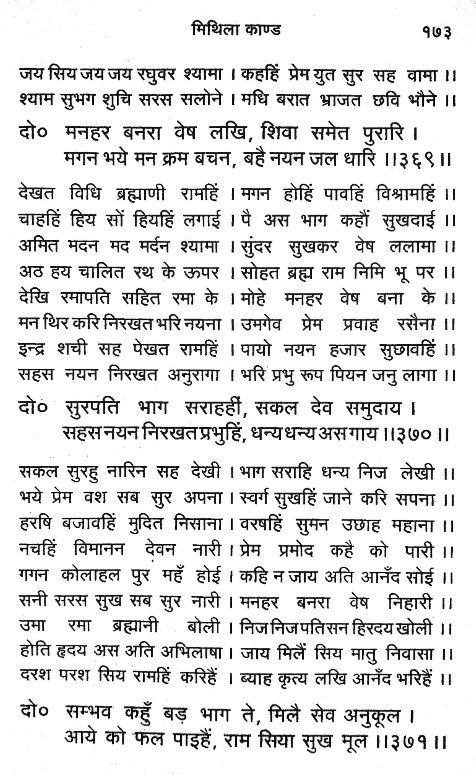 मिथिला काण्ड १७३
जय सिय जय जय रघुवर श्यामा । कहहिं प्रेम युत सुर सह वामा ।।
श्याम सुभग शुचि सरस सलोने । मधि बरात भ्राजत छवि भौने ।।
दो० मनहर बनरा वेष लखि, शिवा समेत पुरारि ।
मगन भये मन क्रम बचन, बहै नयन जल धारि ।।३६९।।
देखत विधि ब्रह्माणी रामहिं । मगन होहिं पावहिं विश्रामहिं ।।
चाहहिं हिय सों हियहिं लगाई । पै अस भाग कहौं सुखदाई ।।
अमित मदन मद मर्दन श्यामा । सुंदर सुखकर वेष ललामा ।।
अठ हय चालित रथ के ऊपर । सोहत ब्रह्म राम निमि भू पर ।।
देखि रमापति सहित रमा के । मोहे मनहर वेष बना के ।।
मन थिर करि निरखत भरि नयना । उमगेव प्रेम प्रवाह रसैना ।।
इन्द्र शची सह पेखत रामहिं । पायो नयन हजार सुछावहिं ।।
सहस नयन निरखत अनुरागा । भरि प्रभु रूप पियन जनु लागा ।।
दो० सुरपति भाग सराहहीं, सकल देव समुदाय ।
सहस नयन निरखत प्रभुहिं, धन्य धन्य अस गाय ।।३७०।।
सकल सुरहु नारिन सह देखी । भाग सराहि धन्य निज लेखी ।।
भये प्रेम वश सब सुर अपना । स्वर्ग सुखहिं जाने करि सपना ।।
हरषि बजावहिं मुदित निसाना । वरषहिं सुमन उछाह महाना ।।
नचहिं विमानन देवन नारी । प्रेम प्रमोद कहै को पारी ।।
गगन कोलाहल पुर महँ होई । कहि न जाय अति आनँद सोई ।।
सनी सरस सुख सब सुर नारी । मनहर बनरा वेष निहारी ।।
उमा रमा ब्रह्मानी बोली । निज निज पति सन हिरदय खोली ।।
होति हृदय अस अति अभिलाषा । जाय मिलैं सिय मातु निवासा ।।
दरश परश सिय रामहिं करिहैं । ब्याह कृत्य लखि आनँद भरिहैं ।।
दो० सम्भव कहुँ बड़ भाग ते, मिलै सेव अनुकूल ।
आये को फल पाइहैं, राम सिया सुख मूल ।।३७१।।